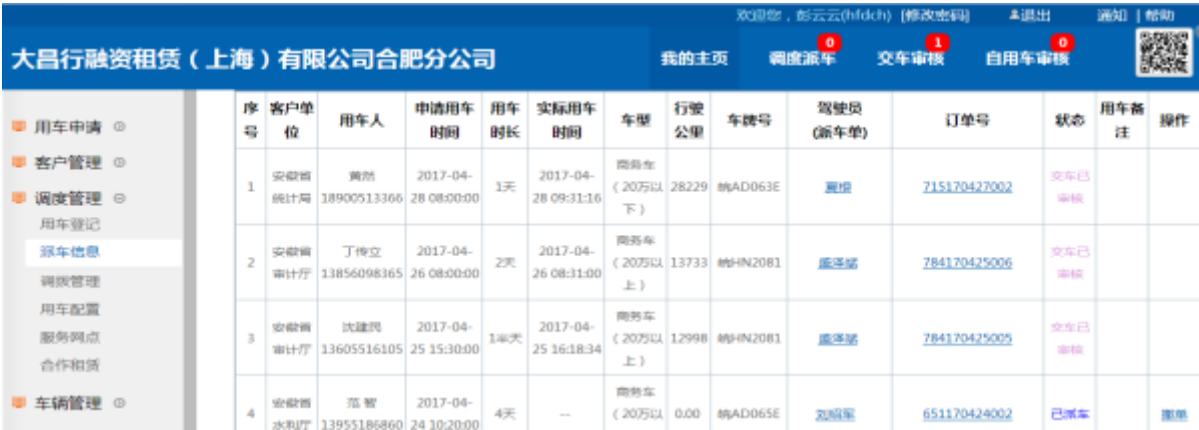 欢迎您，彭云云(hfdch) [修改密码] 退出 通知 | 帮助
大昌行融资租赁（上海）有限公司合肥分公司
我的主页 调度派车 0 交车审核 1 自用车审核 0
用车申请
客户管理
调度管理
用车登记
派车信息
调拨管理
用车配置
服务网点
合作租赁
车辆管理
序号 客户单位 用车人 申请用车时间 用车时长 实际用车时间 车型 行驶公里 车牌号 驾驶员(派车单) 订单号 状态 用车备注 操作
1 安徽省统计局 黄然 18900513366 2017-04-28 08:00:00 1天 2017-04-28 09:31:16 商务车（20万以下） 28229 皖AD063E 715170427002 交车已审核
2 安徽省审计厅 丁传立 13856098365 2017-04-26 08:00:00 2天 2017-04-26 08:31:00 商务车（20万以上） 13733 皖HN2081 784170425006 交车已审核
3 安徽省审计厅 沈建民 13605516105 2017-04-25 15:30:00 1半天 2017-04-25 16:18:34 商务车（20万以上） 12998 皖HN2081 784170425005 交车已审核
4 安徽省水利厅 范智 13955186860 2017-04-24 10:20:00 4天 -- 商务车（20万以 0.00 皖AD065E 刘昭军 651170424002 已派车 撤单